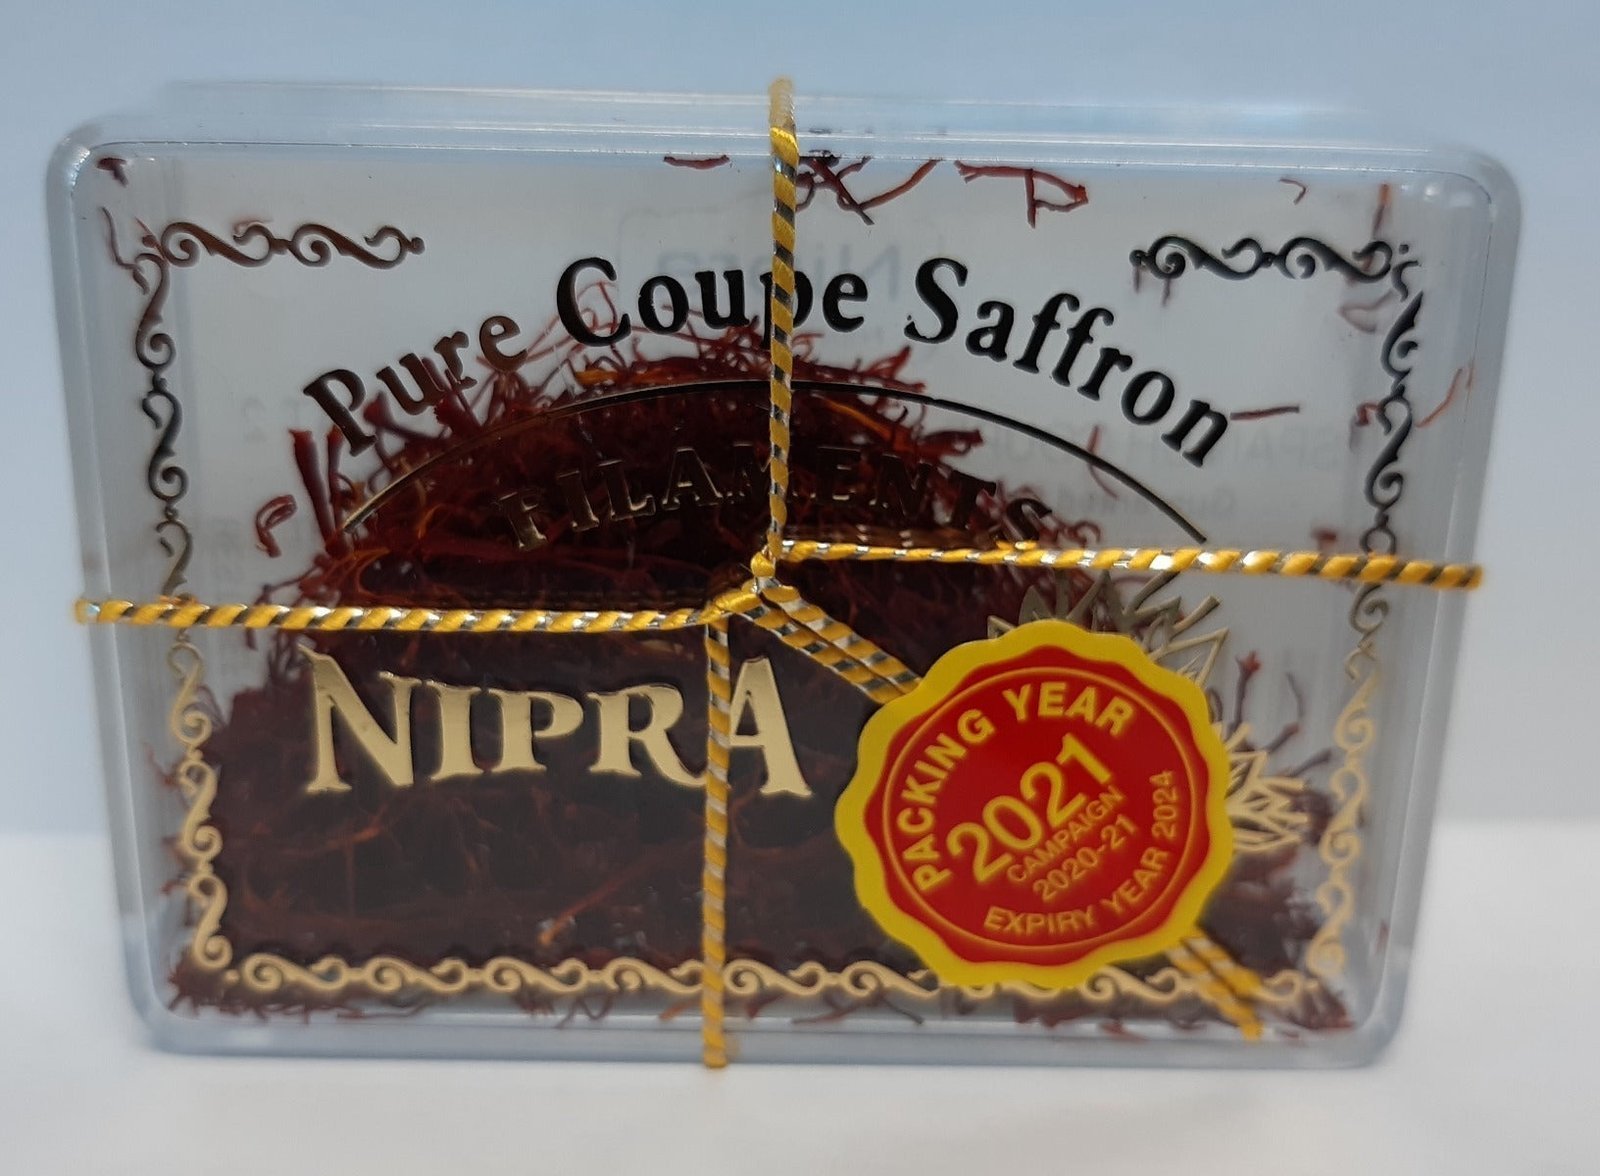 Pure Coupe Saffron
FILAMENTS
NIPRA
PACKING YEAR
2021
CAMPAIGN
2020-21
EXPIRY YEAR 2024